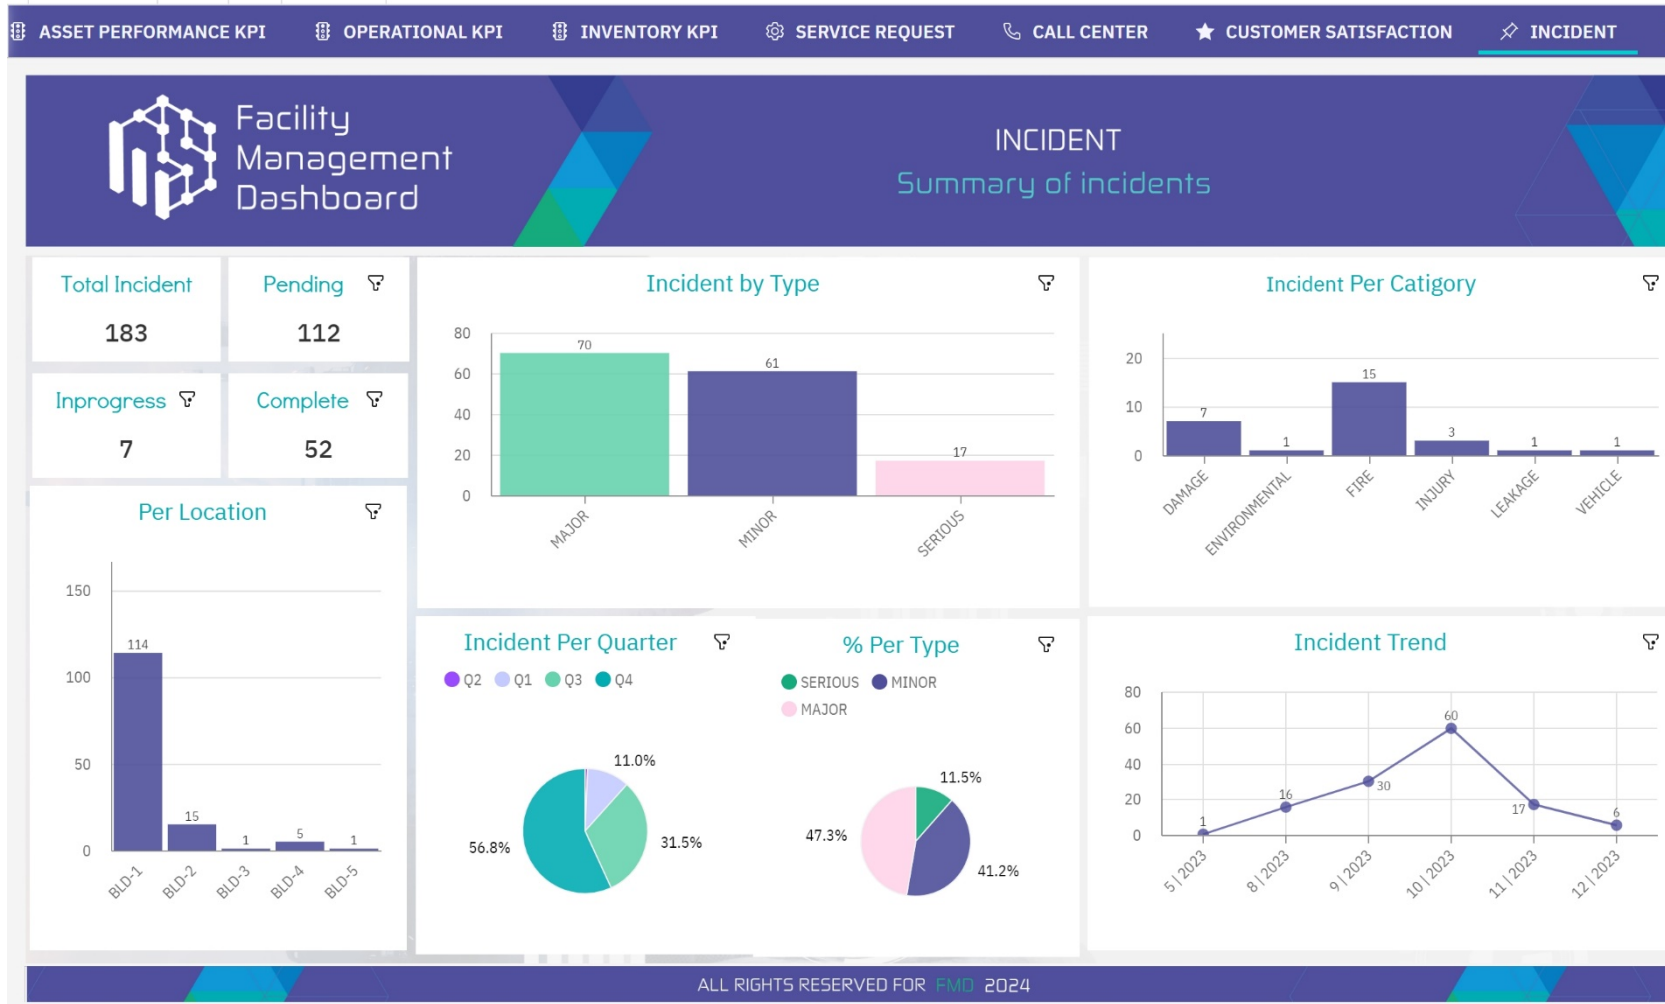 ASSET PERFORMANCE KPI
OPERATIONAL KPI
INVENTORY KPI
SERVICE REQUEST
CALL CENTER
CUSTOMER SATISFACTION
INCIDENT
Facility
Management
Dashboard
INCIDENT
Summary of incidents
Total Incident
183
Pending
112
Inprogress
7
Complete
52
Per Location
150
100
50
0
114
15
1
5
1
BLD-1
BLD-2
BLD-3
BLD-4
BLD-5
Incident by Type
80
60
40
20
0
70
61
17
MAJOR
MINOR
SERIOUS
Incident Per Catigory
20
10
0
7
1
15
3
1
1
DAMAGE
ENVIRONMENTAL
FIRE
INJURY
LEAKAGE
VEHICLE
Incident Per Quarter
Q2 Q1 Q3 Q4
11.0%
31.5%
56.8%
% Per Type
SERIOUS MINOR
MAJOR
11.5%
47.3%
41.2%
Incident Trend
80
60
40
20
0
1
16
30
60
17
6
5|2023
8|2023
9|2023
10|2023
11|2023
12|2023
ALL RIGHTS RESERVED FOR FMD 2024